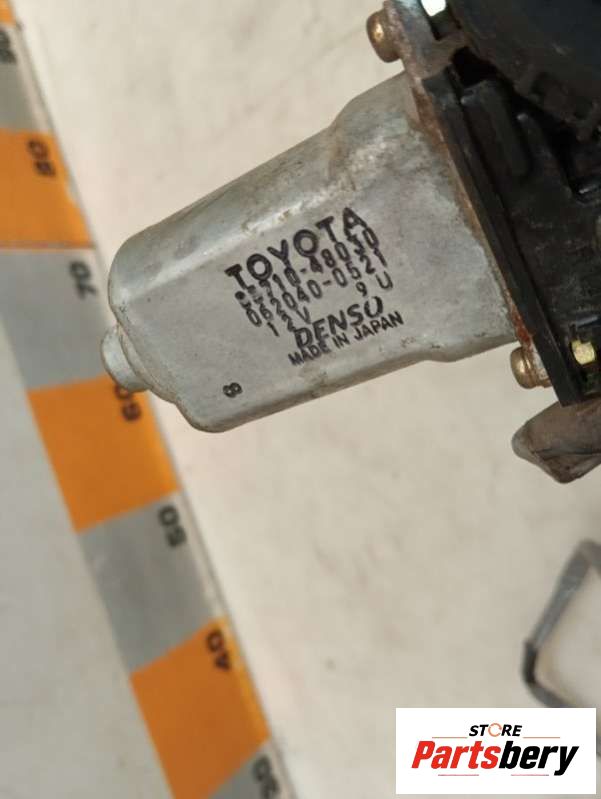 TOYOTA
85710-48030
062040-0521
12V 9U
DENSO
MADE IN JAPAN
8
80
70
60
50
40
30
STORE
Partsbery